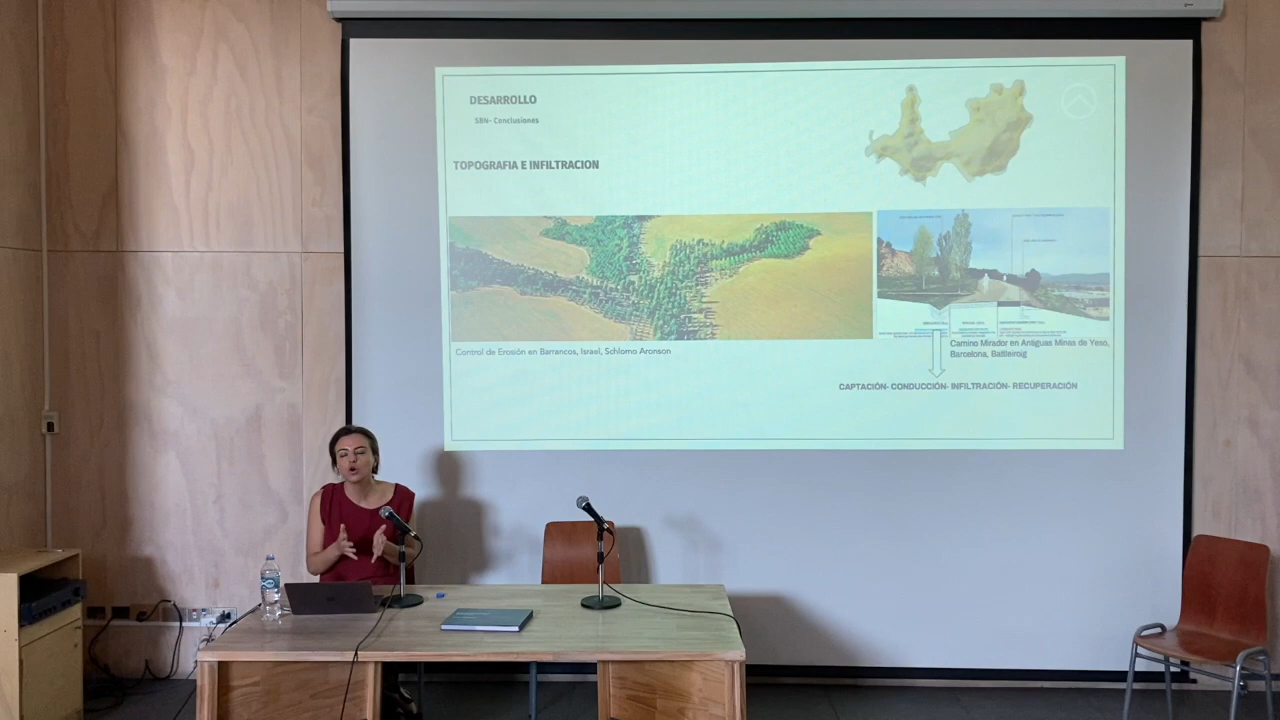 DESARROLLO
SBN- Conclusiones
TOPOGRAFIA E INFILTRACION
Control de Erosión en Barrancos, Israel, Schlomo Aronson
Camino Mirador en Antiguas Minas de Yeso,
Barcelona, Battleiroig
CAPTACIÓN- CONDUCCIÓN- INFILTRACIÓN- RECUPERACIÓN